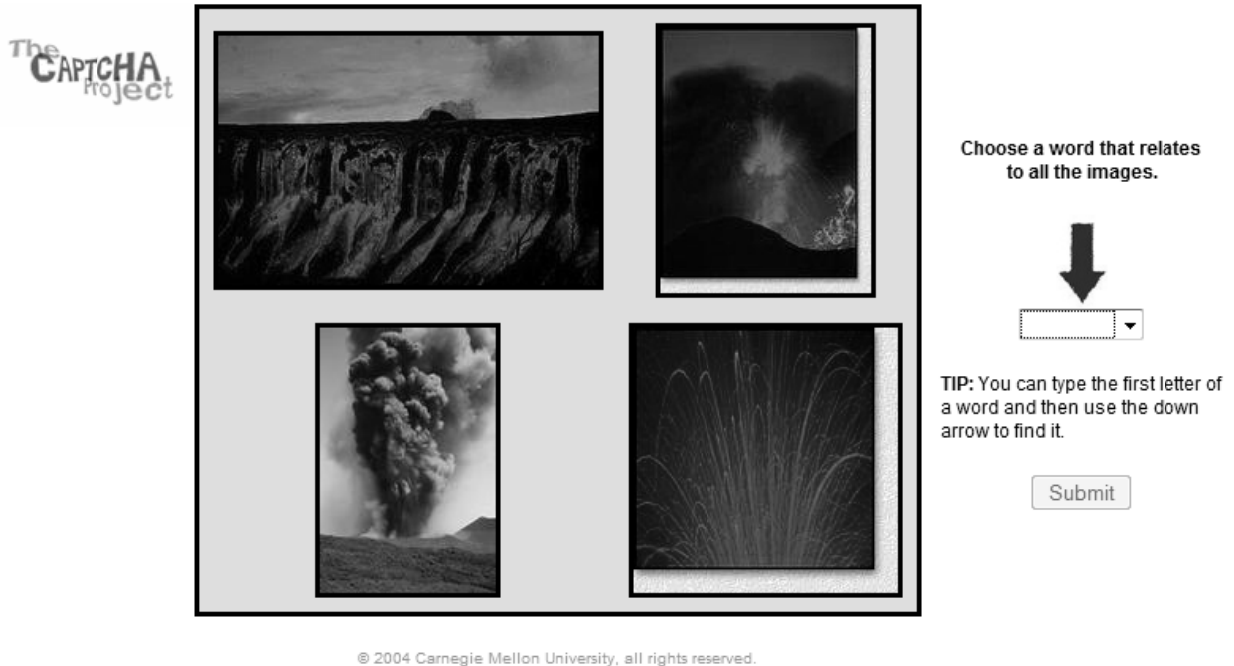 The
CAPTCHA
Project
Choose a word that relates
to all the images.
TIP: You can type the first letter of
a word and then use the down
arrow to find it.
Submit
© 2004 Carnegie Mellon University, all rights reserved.